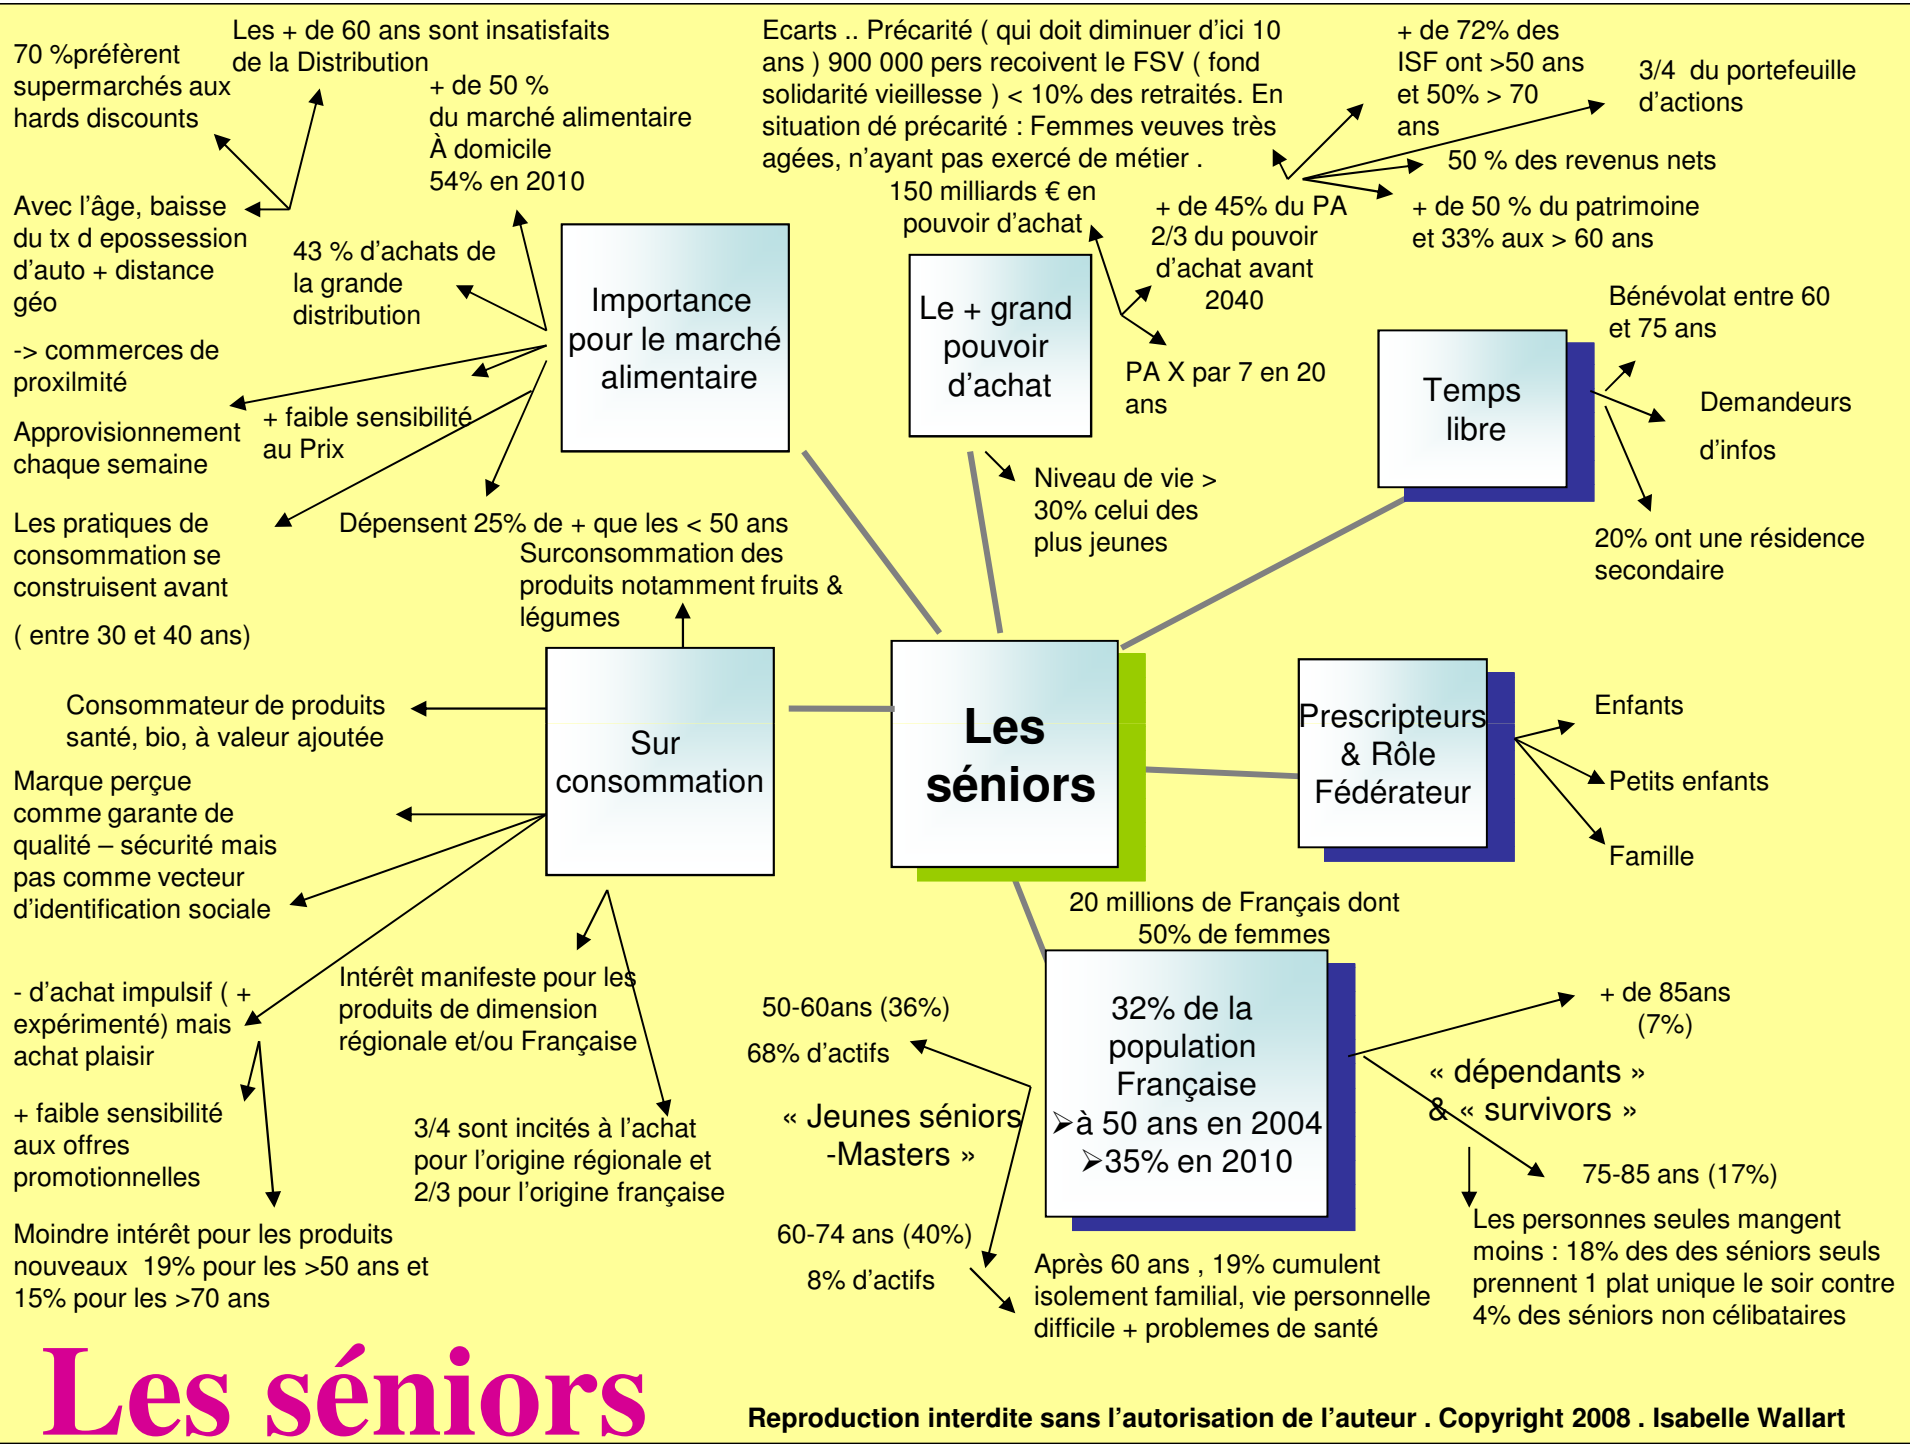 70 %préfèrent
supermarchés aux
hards discounts
Les + de 60 ans sont insatisfaits
de la Distribution
+ de 50 %
du marché alimentaire
À domicile
54% en 2010
Avec l'âge, baisse
du tx d epossession
d'auto + distance
géo
43 % d'achats de
la grande
distribution
-> commerces de
proxilmité
Approvisionnement
chaque semaine
+ faible sensibilité
au Prix
Les pratiques de
consommation se
construisent avant
( entre 30 et 40 ans)
Dépensent 25% de + que les < 50 ans
Importance
pour le marché
alimentaire
Ecarts .. Précarité ( qui doit diminuer d'ici 10
ans ) 900 000 pers recoivent le FSV ( fond
solidarité vieillesse ) < 10% des retraités. En
situation dé précarité : Femmes veuves très
agées, n'ayant pas exercé de métier .
+ de 72% des
ISF ont >50 ans
et 50% > 70
ans
3/4 du portefeuille
d'actions
50 % des revenus nets
+ de 50 % du patrimoine
et 33% aux > 60 ans
150 milliards € en
pouvoir d'achat
+ de 45% du PA
2/3 du pouvoir
d'achat avant
2040
PA X par 7 en 20
ans
Le + grand
pouvoir
d'achat
Niveau de vie >
30% celui des
plus jeunes
Temps
libre
Bénévolat entre 60
et 75 ans
Demandeurs
d'infos
20% ont une résidence
secondaire
Surconsommation des
produits notamment fruits &
légumes
Consommateur de produits
santé, bio, à valeur ajoutée
Sur
consommation
Marque perçue
comme garante de
qualité – sécurité mais
pas comme vecteur
d'identification sociale
- d'achat impulsif ( +
expérimenté) mais
achat plaisir
+ faible sensibilité
aux offres
promotionnelles
Moindre intérêt pour les produits
nouveaux 19% pour les >50 ans et
15% pour les >70 ans
Intérêt manifeste pour les
produits de dimension
régionale et/ou Française
3/4 sont incités à l'achat
pour l'origine régionale et
2/3 pour l'origine française
Les
séniors
Prescripteurs
& Rôle
Fédérateur
Enfants
Petits enfants
Famille
20 millions de Français dont
50% de femmes
32% de la
population
Française
➢à 50 ans en 2004
➢35% en 2010
50-60ans (36%)
68% d'actifs
« Jeunes séniors
-Masters »
60-74 ans (40%)
8% d'actifs
Après 60 ans , 19% cumulent
isolement familial, vie personnelle
difficile + problemes de santé
+ de 85ans
(7%)
« dépendants »
& « survivors »
75-85 ans (17%)
Les personnes seules mangent
moins : 18% des des séniors seuls
prennent 1 plat unique le soir contre
4% des séniors non célibataires
Les séniors
Reproduction interdite sans l'autorisation de l'auteur . Copyright 2008 . Isabelle Wallart